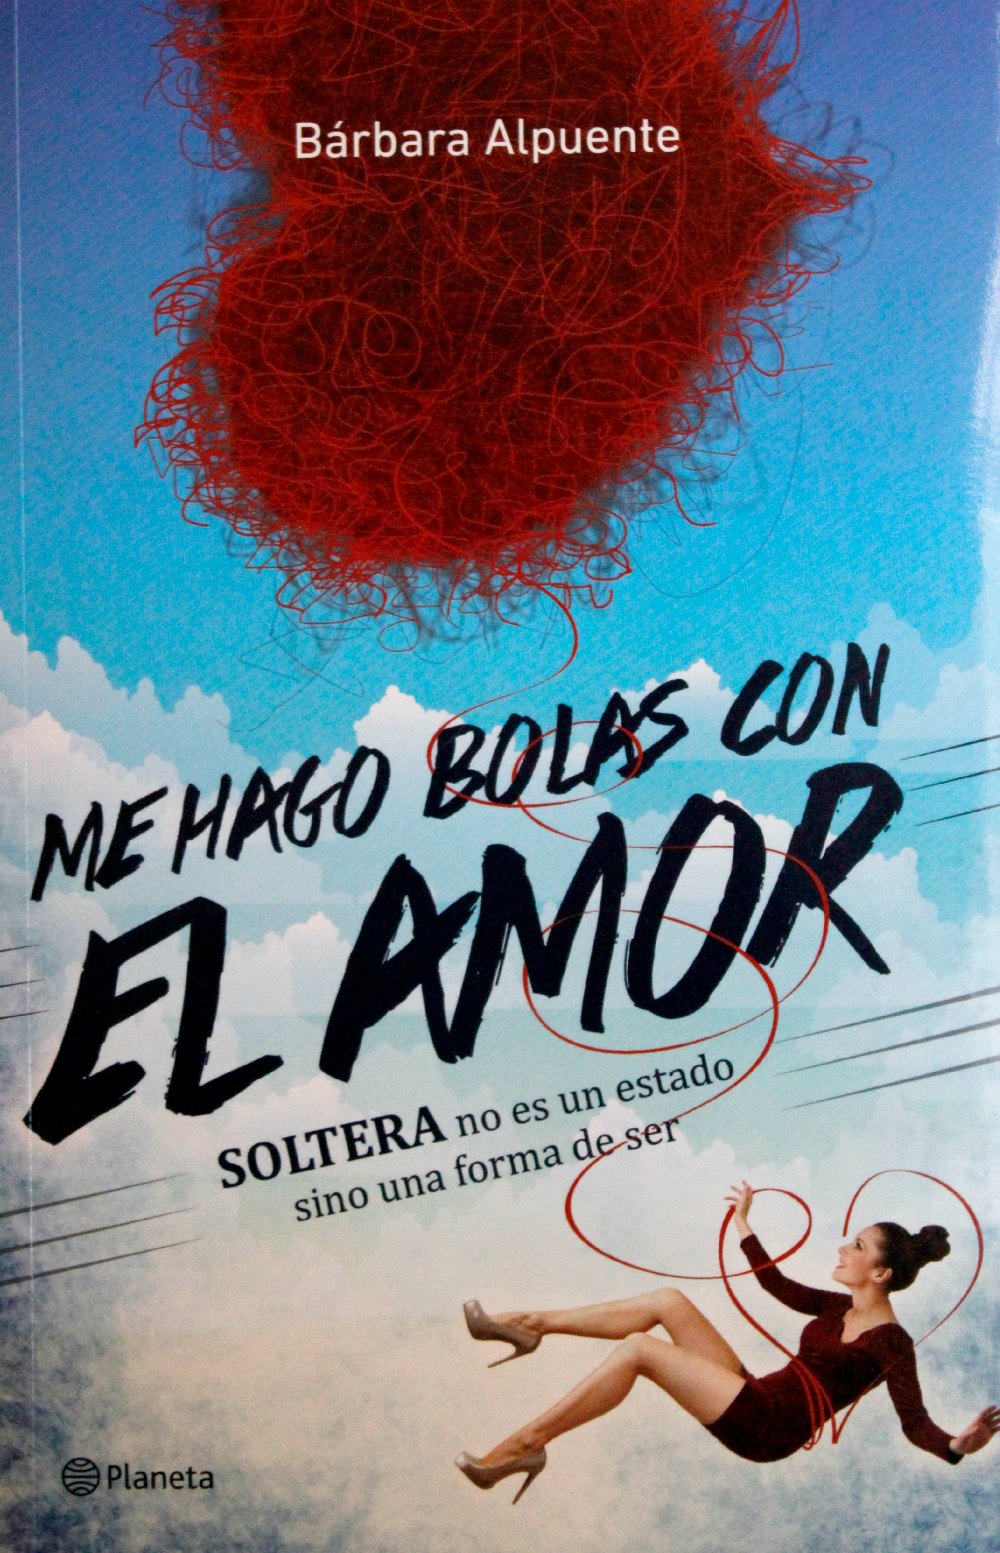 Bárbara Alpuente
ME HAGO BOLAS CON
EL AMOR
SOLTERA no es un estado
sino una forma de ser
Planeta